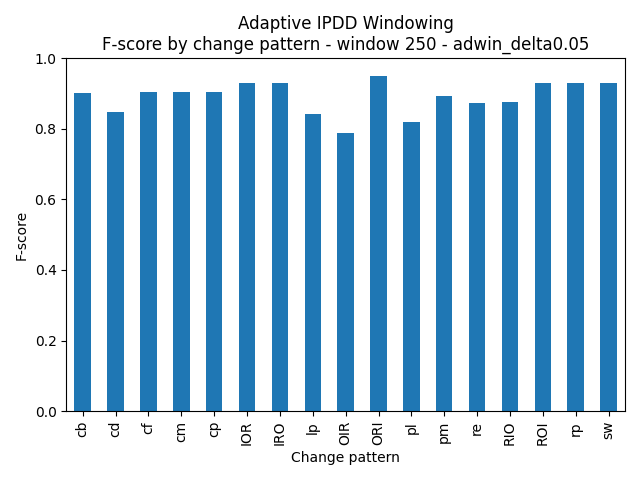 Adaptive IPDD Windowing
F-score by change pattern - window 250 - adwin_delta0.05
1.0
0.8
0.6
0.4
0.2
0.0
F-score
cb
cd
cf
cm
cp
IOR
IRO
lp
OIR
ORI
pl
pm
re
RIO
ROI
rp
sw
Change pattern